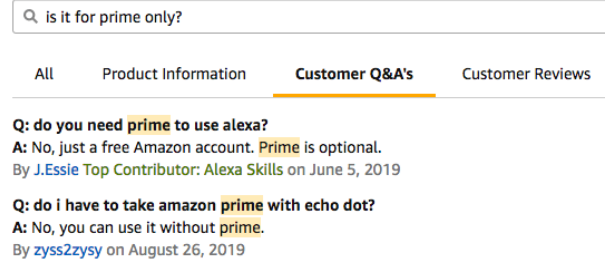 is it for prime only?
All Product Information Customer Q&A's Customer Reviews
Q: do you need prime to use alexa?
A: No, just a free Amazon account. Prime is optional.
By J.Essie Top Contributor: Alexa Skills on June 5, 2019
Q: do i have to take amazon prime with echo dot?
A: No, you can use it without prime.
By zyss2zysy on August 26, 2019